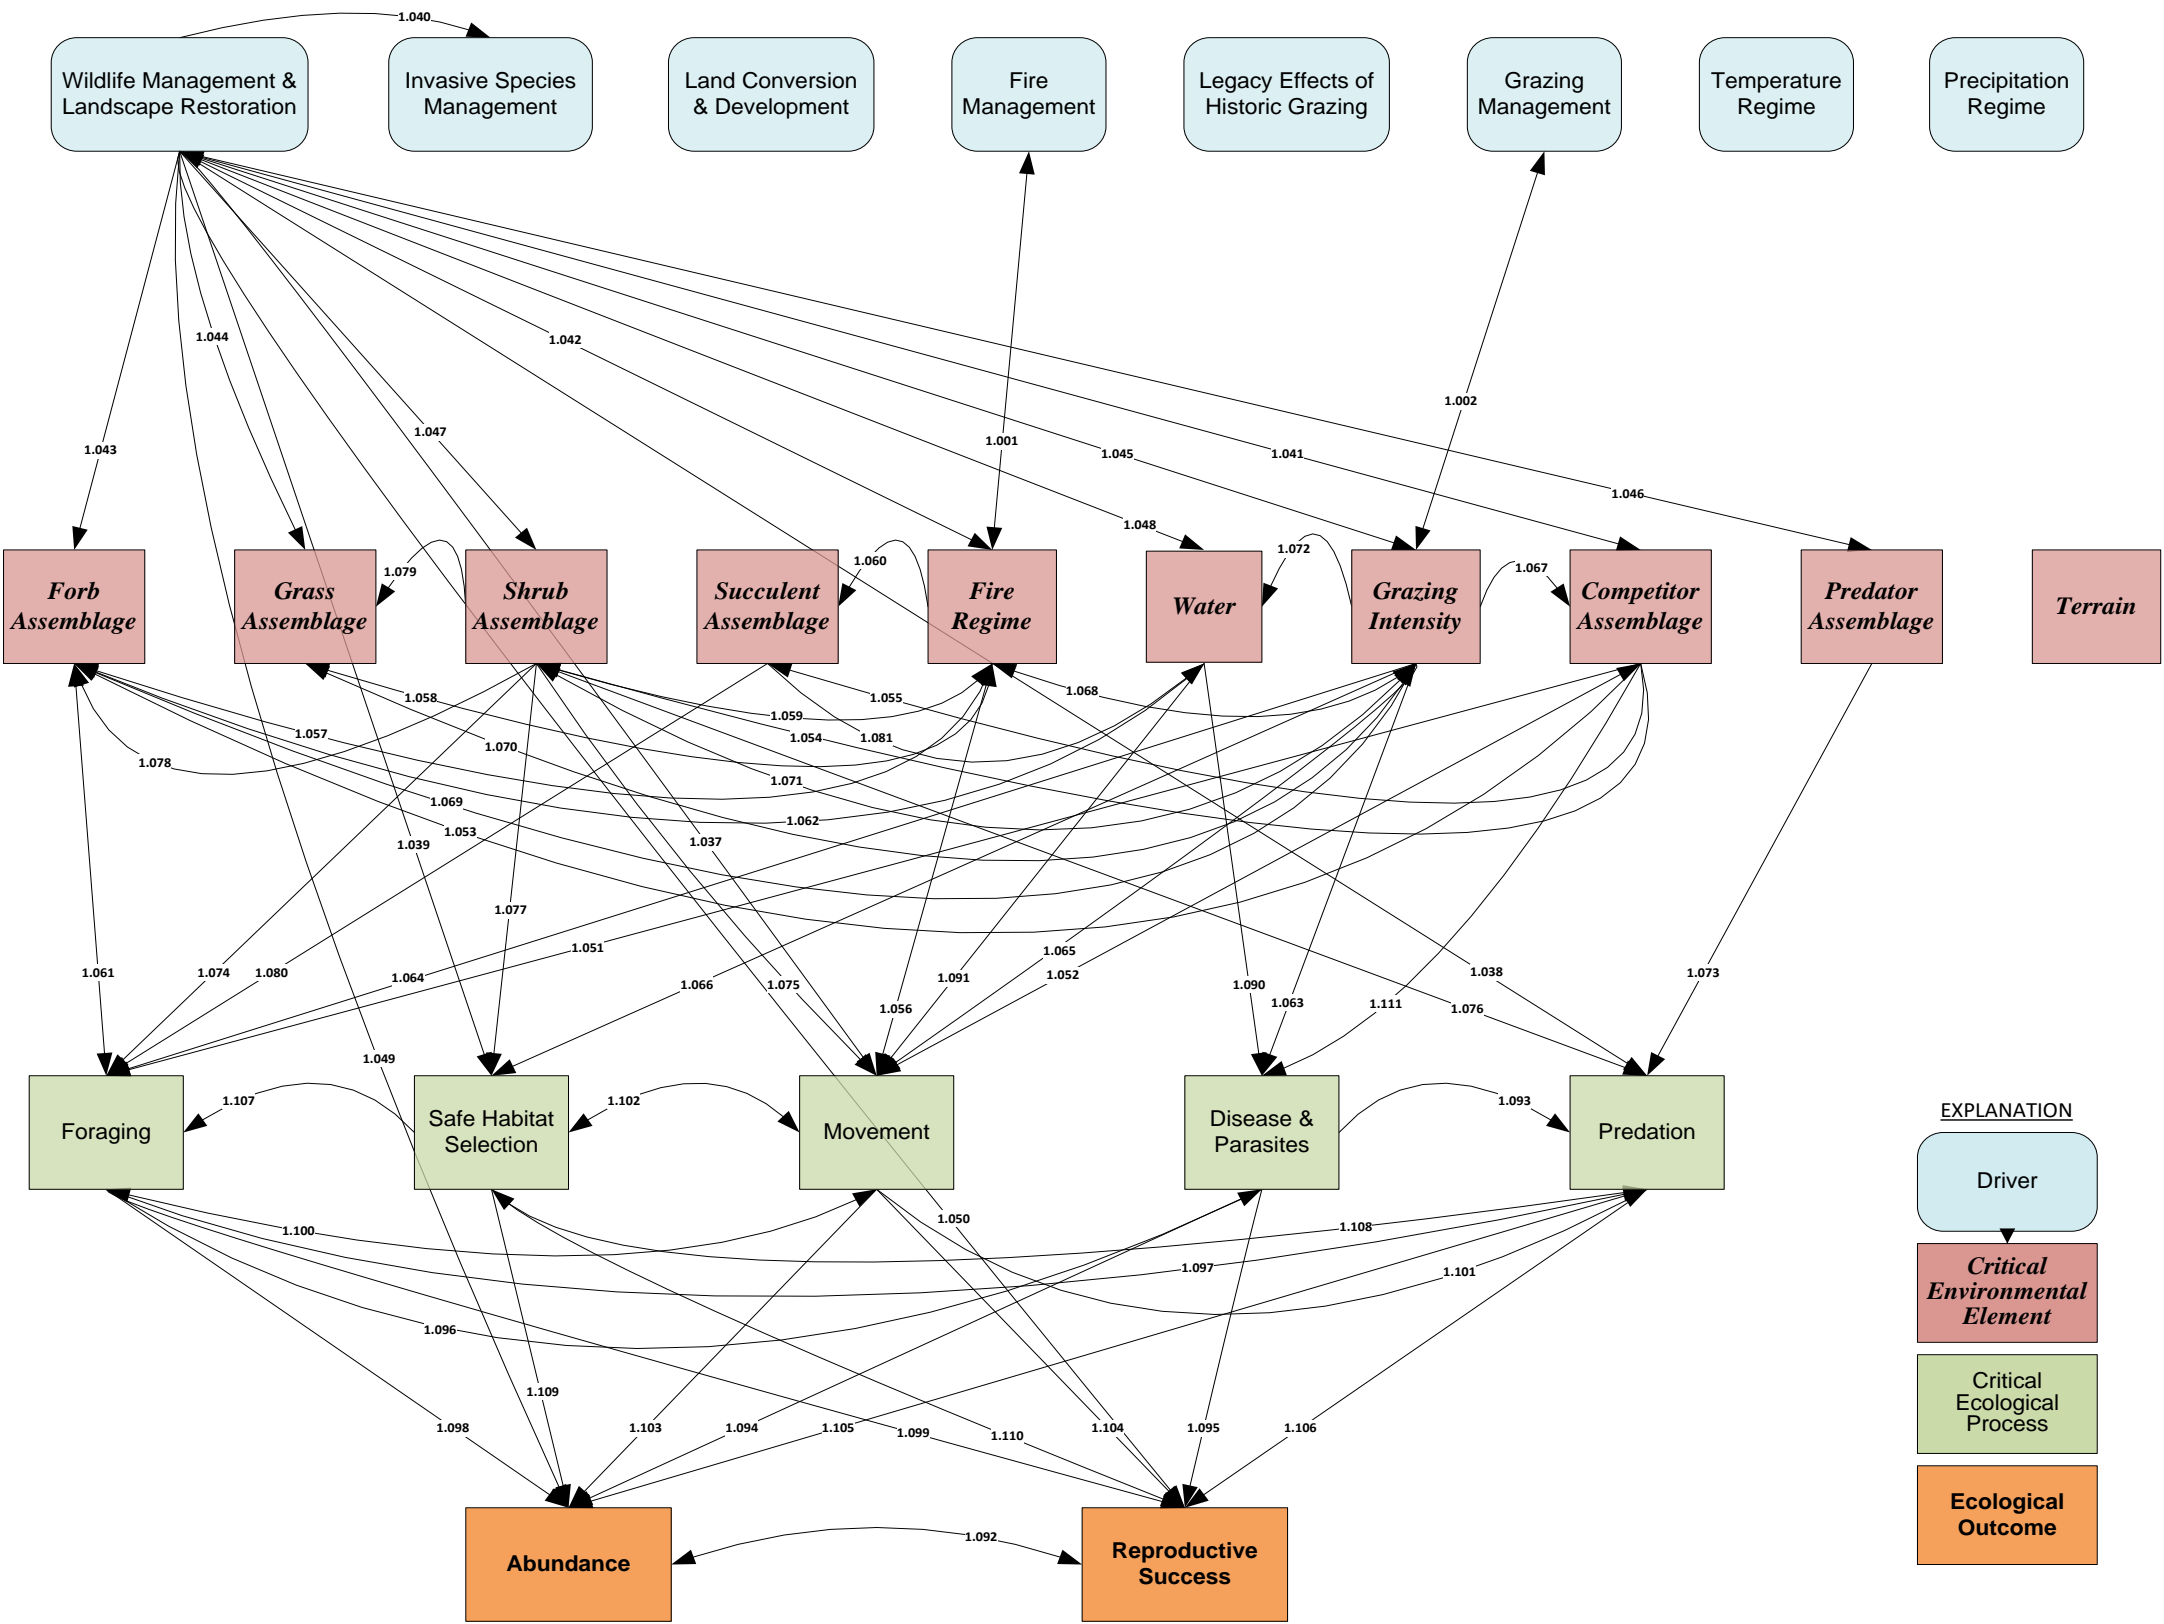 1.040
Wildlife Management &
Landscape Restoration
Invasive Species
Management
Land Conversion
& Development
Fire
Management
Legacy Effects of
Historic Grazing
Grazing
Management
Temperature
Regime
Precipitation
Regime
1.044
1.042
1.002
1.047
1.001
1.043
1.045
1.041
1.046
1.048
1.079
1.060
1.072
1.067
Forb
Assemblage
Grass
Assemblage
Shrub
Assemblage
Succulent
Assemblage
Fire
Regime
Water
Grazing
Intensity
Competitor
Assemblage
Predator
Assemblage
Terrain
1.058
1.055
1.068
1.059
1.057
1.070
1.054
1.081
1.078
1.071
1.069
1.062
1.053
1.039
1.037
1.077
1.051
1.065
1.061
1.074
1.080
1.064
1.066
1.075
1.091
1.052
1.090
1.038
1.073
1.056
1.063
1.111
1.076
1.049
1.107
1.102
1.093
Foraging
Safe Habitat
Selection
Movement
Disease &
Parasites
Predation
1.100
1.050
1.108
1.097
1.101
1.096
1.109
1.098
1.103
1.094
1.105
1.099
1.110
1.104
1.095
1.106
1.092
Abundance
Reproductive
Success
EXPLANATION
Driver
Critical
Environmental
Element
Critical
Ecological
Process
Ecological
Outcome